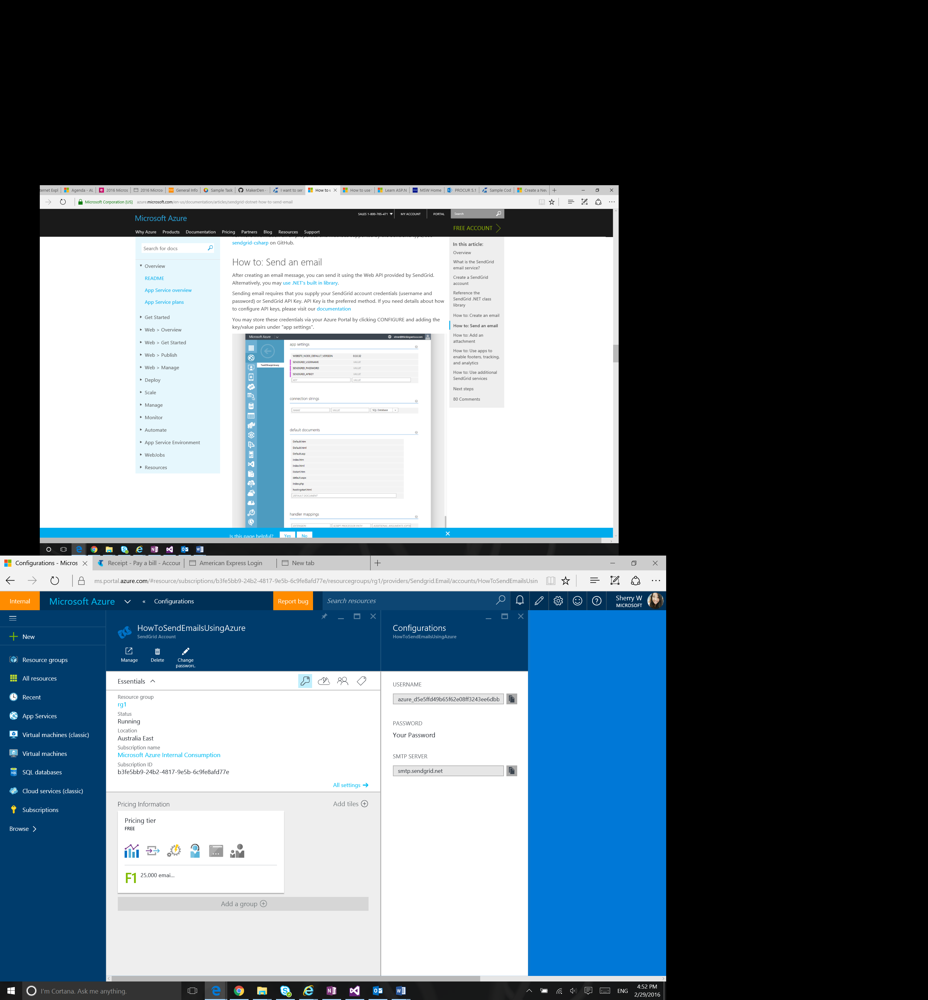 ternet Expl
Agenda - AL
2016 Micros
2016 Micros
General Info
Sample Task
MakerDen -
I want to ser
How to u
How to use
Learn ASP.N
MSW Home
PROCUR 5.1
Sample Cod
Create a New
Microsoft Corporation [US] azure.microsoft.com/en-us/documentation/articles/sendgrid-dotnet-how-to-send-email
Microsoft Azure
SALES 1-800-765-471
MY ACCOUNT
PORTAL
Search
Why Azure Products Documentation Pricing Partners Blog Resources Support
FREE ACCOUNT
Search for docs
Overview
README
App Service overview
App Service plans
Get Started
Web > Overview
Web > Get Started
Web > Publish
Web > Manage
Deploy
Scale
Manage
Monitor
Automate
App Service Environment
WebJobs
Resources
sendgrid-csharp on GitHub.
How to: Send an email
After creating an email message, you can send it using the Web API provided by SendGrid.
Alternatively, you may use .NET's built in library.
Sending email requires that you supply your SendGrid account credentials (username and
password) or SendGrid API Key. API Key is the preferred method. If you need details about how
to configure API keys, please visit our documentation
You may store these credentials via your Azure Portal by clicking CONFIGURE and adding the
key/value pairs under "app settings".
Microsoft Azure
elmer@thinkingserious.com
TestCSharpLibrary
app settings
WEBSITE_NODE_DEFAULT_VERSION 0.10.32
SENDGRID_USERNAME VALUE
SENDGRID_PASSWORD VALUE
SENDGRID_APIKEY VALUE
KEY VALUE
connection strings
NAME VALUE SQL Database
default documents
Default.htm
Default.html
Default.asp
index.htm
index.html
iisstart.htm
default.aspx
index.php
hostingstart.html
DEFAULT DOCUMENT
handler mappings
EXTENSION SCRIPT PROCESSOR PATH ADDITIONAL ARGUMENTS (OPTIO
In this article:
Overview
What is the SendGrid
email service?
Create a SendGrid
account
Reference the
SendGrid .NET class
library
How to: Create an email
How to: Send an email
How to: Add an
attachment
How to: Use apps to
enable footers, tracking,
and analytics
How to: Use additional
SendGrid services
Next steps
80 Comments
Is this page helpful? Yes No
Configurations - Micros
Receipt - Pay a bill - Accour
American Express Login
New tab
ms.portal.azure.com/#resource/subscriptions/b3fe5bb9-24b2-4817-9e5b-6c9fe8afd77e/resourcegroups/rg1/providers/Sendgrid.Email/accounts/HowToSendEmailsUsin
Internal
Microsoft Azure
« Configurations
Report bug
Search resources
Sherry W
MICROSOFT
New
Resource groups
All resources
Recent
App Services
Virtual machines (classic)
Virtual machines
SQL databases
Cloud services (classic)
Subscriptions
Browse >
HowToSendEmailsUsingAzure
SendGrid Account
Manage
Delete
Change
passworc.
Essentials
Resource group
rg1
Status
Running
Location
Australia East
Subscription name
Microsoft Azure Internal Consumption
Subscription ID
b3fe5bb9-24b2-4817-9e5b-6c9fe8afd77e
All settings
Pricing Information
Add tiles
Pricing tier
FREE
F1 25,000 emai...
Add a group
Configurations
HowToSendEmailsUsingAzure
USERNAME
azure_d5e5ffd49b65f62e08ff3243ee6dbb
PASSWORD
Your Password
SMTP SERVER
smtp.sendgrid.net
I'm Cortana. Ask me anything.
ENG
4:52 PM
2/29/2016